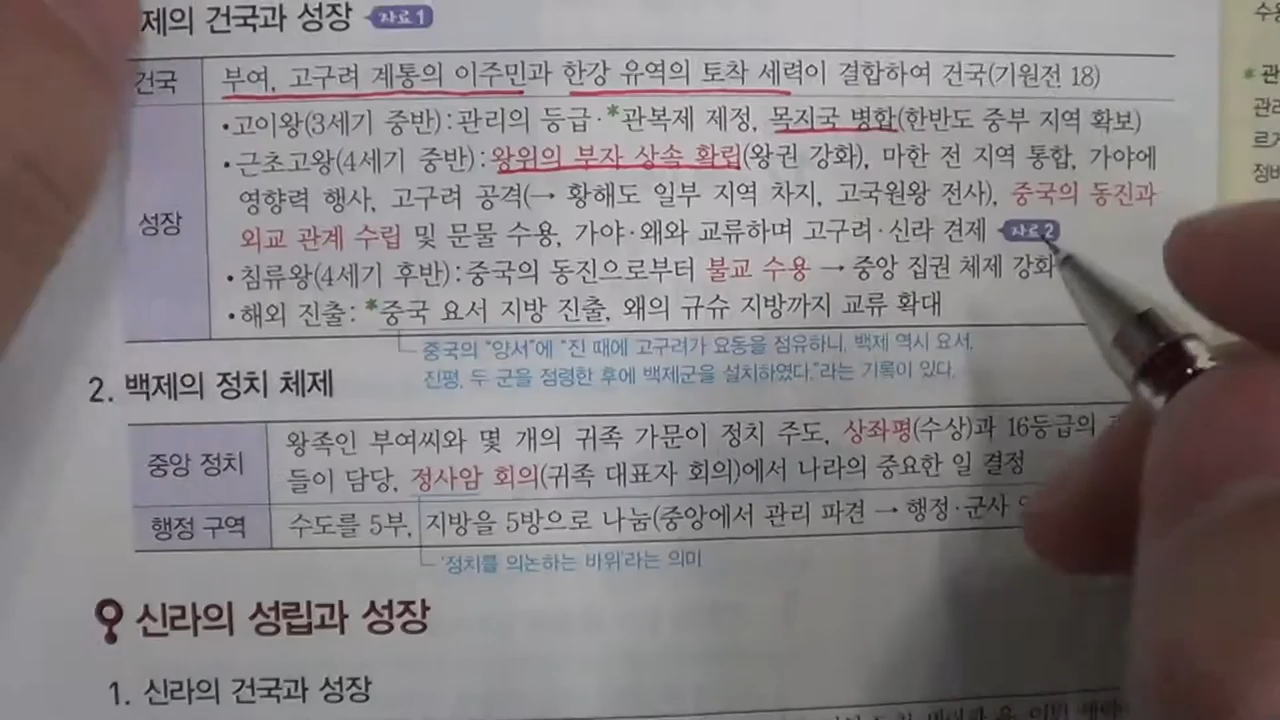 제의 건국과 성장 자료 1
건국
부여, 고구려 계통의 이주민과 한강 유역의 토착 세력이 결합하여 건국(기원전 18)
성장
•고이왕(3세기 중반): 관리의 등급·*관복제 제정, 목지국 병합(한반도 중부 지역 확보)
•근초고왕(4세기 중반): 왕위의 부자 상속 확립(왕권 강화), 마한 전 지역 통합, 가야에
영향력 행사, 고구려 공격(→ 황해도 일부 지역 차지, 고국원왕 전사), 중국의 동진과
외교 관계 수립 및 문물 수용, 가야·왜와 교류하며 고구려·신라 견제 자료 2
•침류왕(4세기 후반): 중국의 동진으로부터 불교 수용 → 중앙 집권 체제 강화
•해외 진출: *중국 요서 지방 진출, 왜의 규슈 지방까지 교류 확대
중국의 "양서"에 "진 때에 고구려가 요동을 점유하니, 백제 역시 요서,
진평, 두 군을 점령한 후에 백제군을 설치하였다."라는 기록이 있다.
2. 백제의 정치 체제
중앙 정치
왕족인 부여씨와 몇 개의 귀족 가문이 정치 주도, 상좌평(수상)과 16등급의
들이 담당, 정사암 회의(귀족 대표자 회의)에서 나라의 중요한 일 결정
행정 구역
수도를 5부, 지방을 5방으로 나눔(중앙에서 관리 파견 → 행정·군사
'정치를 의논하는 바위'라는 의미
신라의 성립과 성장
1. 신라의 건국과 성장
수용
*관
관리
정비